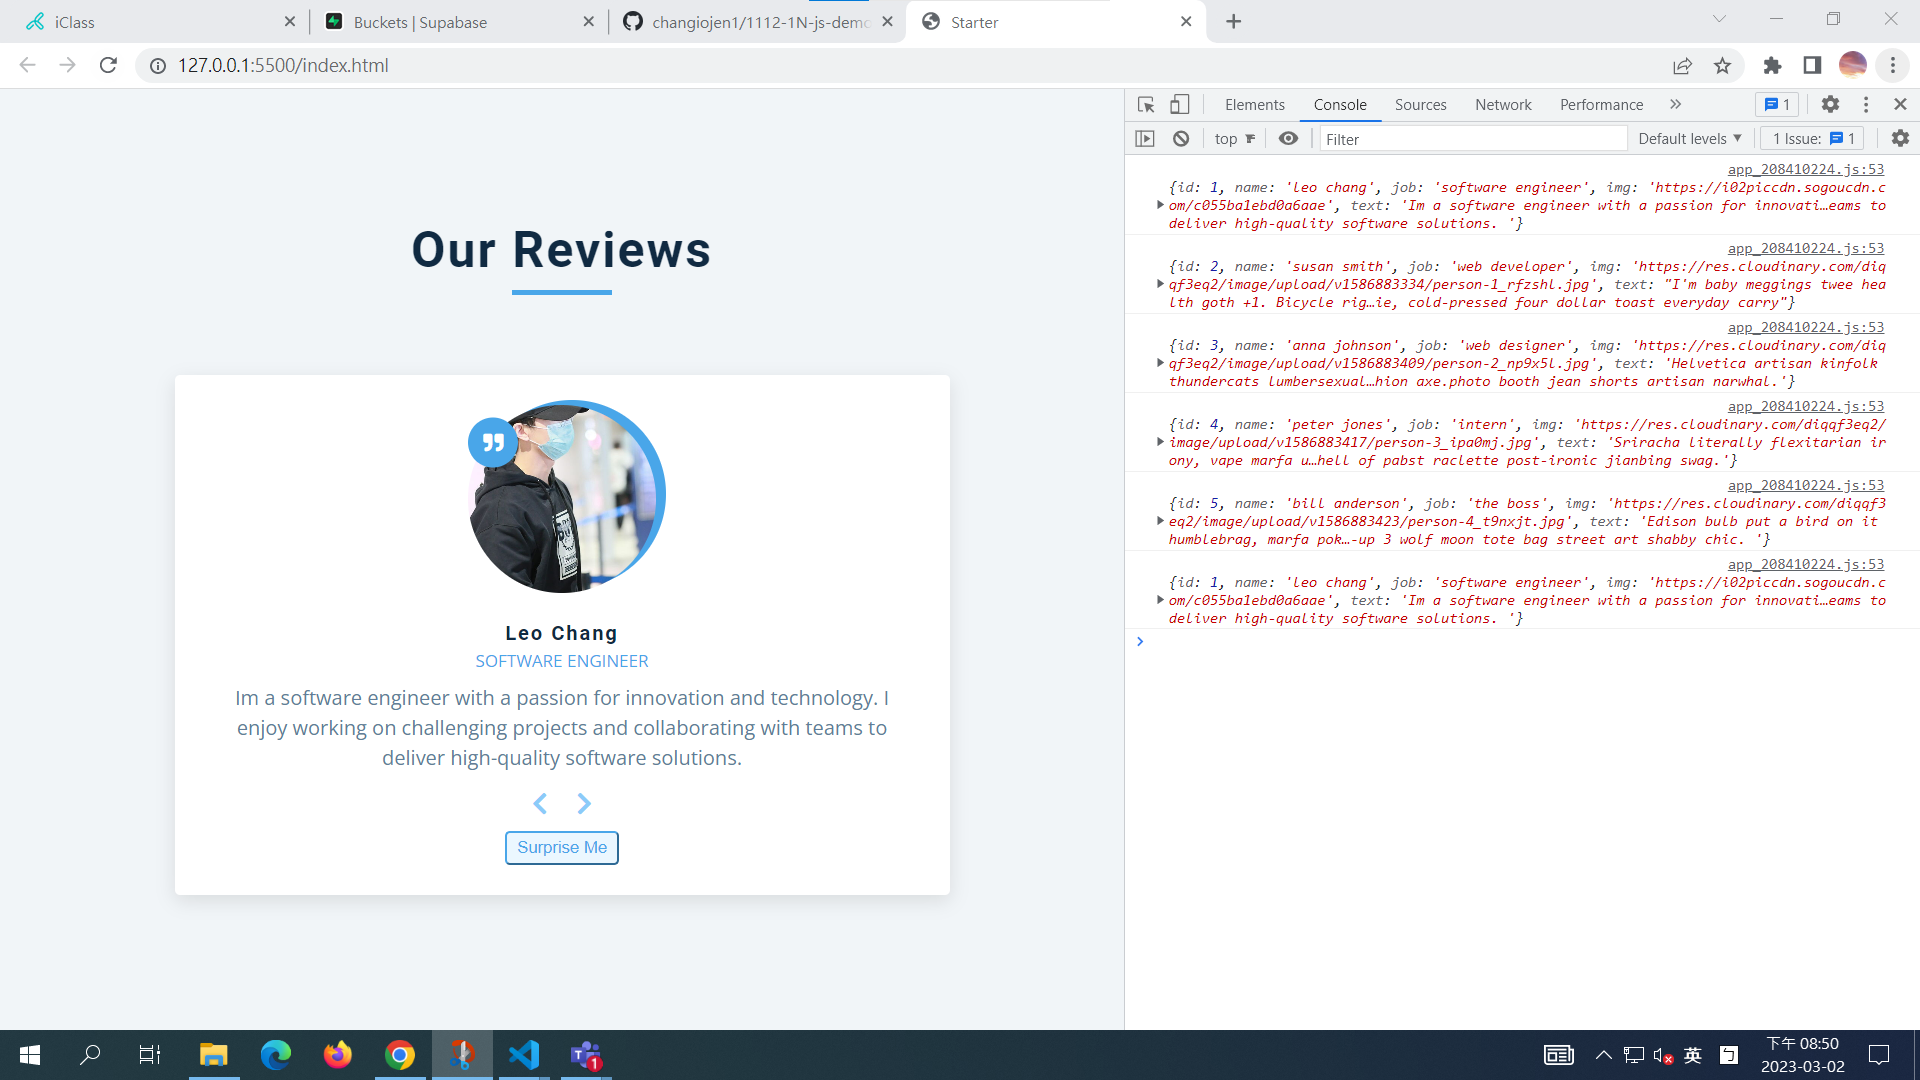 iClass
Buckets | Supabase
changiojen1/1112-1N-js-demo
Starter
127.0.0.1:5500/index.html
Elements
Console
Sources
Network
Performance
1
top
Filter
Default levels
1 Issue:
1
Our Reviews
Leo Chang
SOFTWARE ENGINEER
Im a software engineer with a passion for innovation and technology. I
enjoy working on challenging projects and collaborating with teams to
deliver high-quality software solutions.
Surprise Me
app_208410224.js:53
{id: 1, name: 'leo chang', job: 'software engineer', img: 'https://i02piccdn.sogoucdn.c
om/c055ba1ebd0a6aae', text: 'Im a software engineer with a passion for innovati…eams to
deliver high-quality software solutions. '}
app_208410224.js:53
{id: 2, name: 'susan smith', job: 'web developer', img: 'https://res.cloudinary.com/diq
qf3eq2/image/upload/v1586883334/person-1_rfzshl.jpg', text: "I'm baby meggings twee hea
lth goth +1. Bicycle rig…ie, cold-pressed four dollar toast everyday carry"}
app_208410224.js:53
{id: 3, name: 'anna johnson', job: 'web designer', img: 'https://res.cloudinary.com/diq
qf3eq2/image/upload/v1586883409/person-2_np9x5l.jpg', text: 'Helvetica artisan kinfolk
thundercats lumbersexual…hion axe.photo booth jean shorts artisan narwhal.'}
app_208410224.js:53
{id: 4, name: 'peter jones', job: 'intern', img: 'https://res.cloudinary.com/diqqf3eq2/
image/upload/v1586883417/person-3_ipa0mj.jpg', text: 'Sriracha literally flexitarian ir
ony, vape marfa u…hell of pabst raclette post-ironic jianbing swag.'}
app_208410224.js:53
{id: 5, name: 'bill anderson', job: 'the boss', img: 'https://res.cloudinary.com/diqqf3
eq2/image/upload/v1586883423/person-4_t9nxjt.jpg', text: 'Edison bulb put a bird on it
humblebrag, marfa pok…-up 3 wolf moon tote bag street art shabby chic. '}
app_208410224.js:53
{id: 1, name: 'leo chang', job: 'software engineer', img: 'https://i02piccdn.sogoucdn.c
om/c055ba1ebd0a6aae', text: 'Im a software engineer with a passion for innovati…eams to
deliver high-quality software solutions. '}
1
英
下午 08:50
2023-03-02